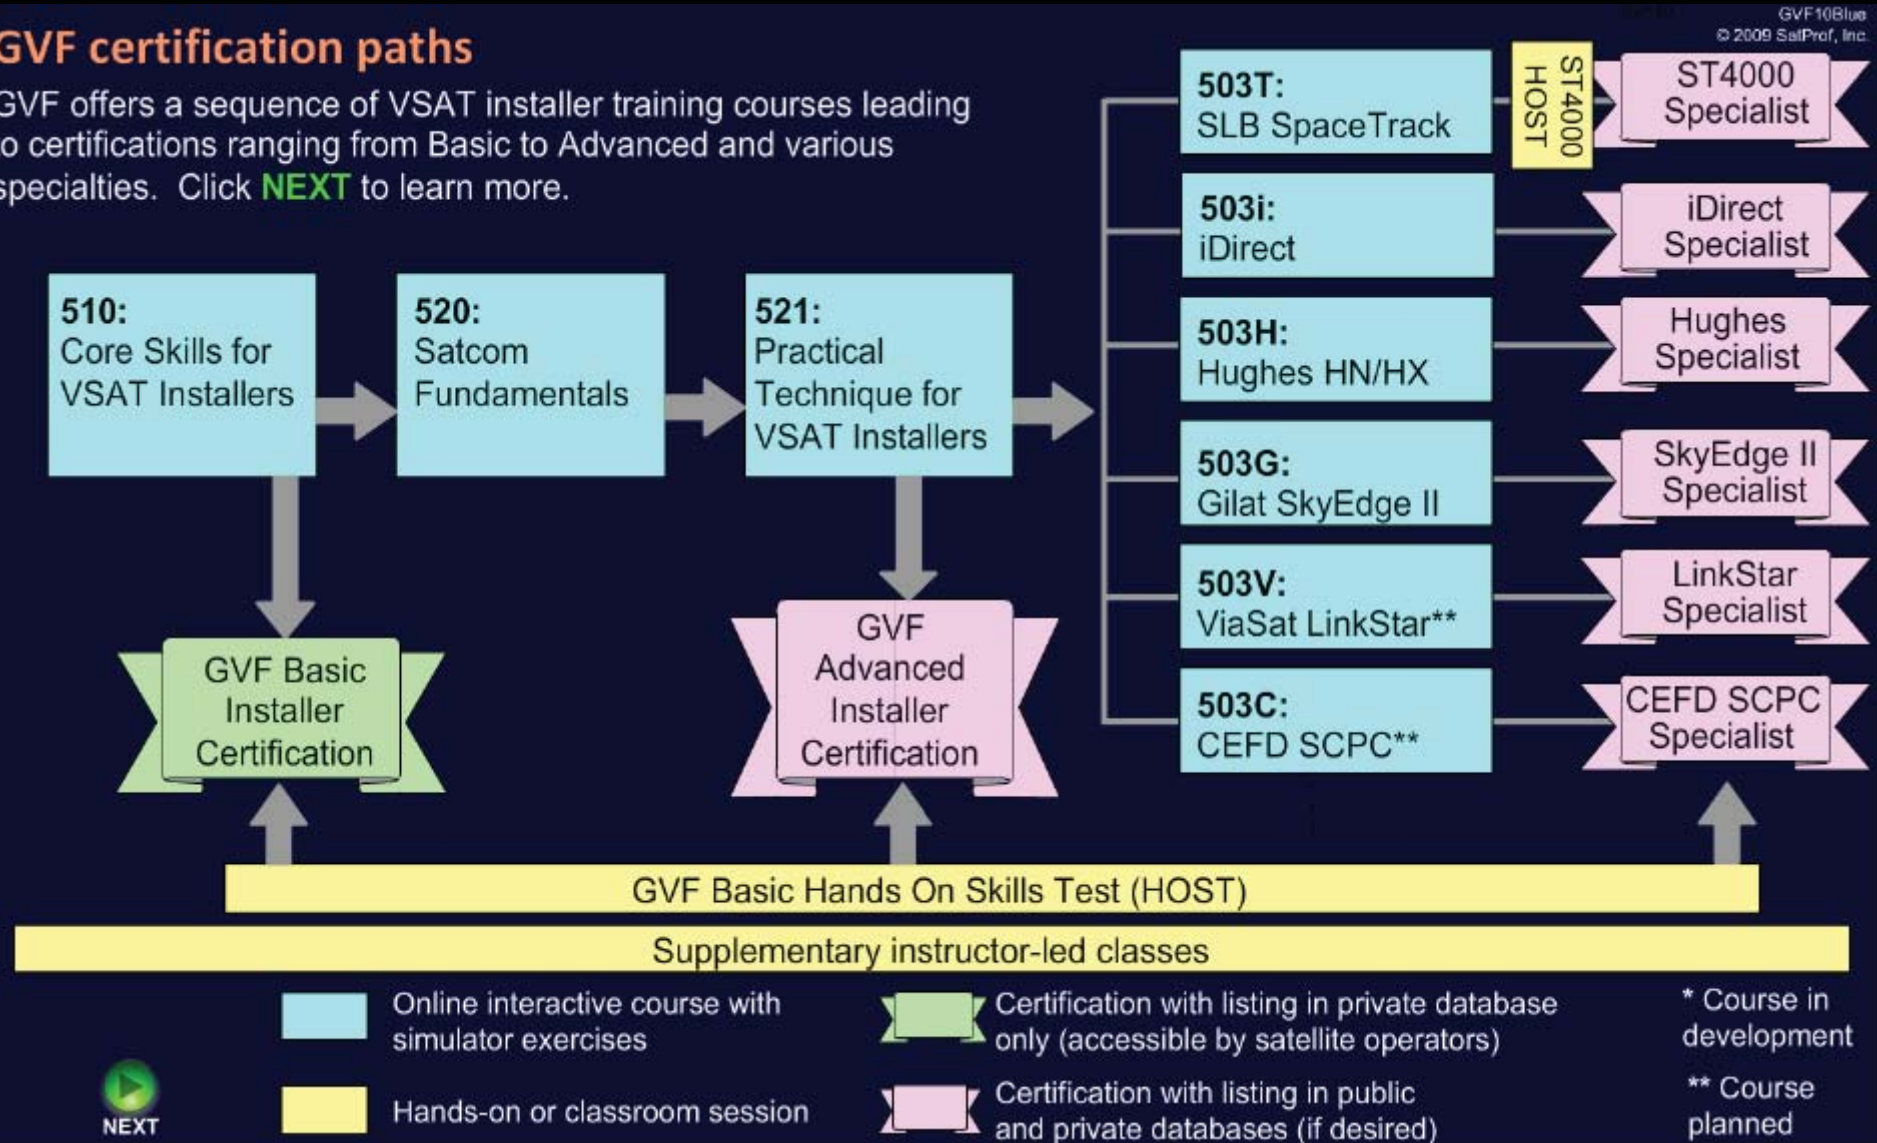 GVF10Blue
© 2009 SatProf, Inc.
GVF certification paths
GVF offers a sequence of VSAT installer training courses leading
to certifications ranging from Basic to Advanced and various
specialties. Click NEXT to learn more.
510:
Core Skills for
VSAT Installers
520:
Satcom
Fundamentals
521:
Practical
Technique for
VSAT Installers
503T:
SLB SpaceTrack
ST4000
HOST
ST4000
Specialist
503i:
iDirect
iDirect
Specialist
503H:
Hughes HN/HX
Hughes
Specialist
503G:
Gilat SkyEdge II
SkyEdge II
Specialist
503V:
ViaSat LinkStar**
LinkStar
Specialist
503C:
CEFD SCPC**
CEFD SCPC
Specialist
GVF Basic
Installer
Certification
GVF
Advanced
Installer
Certification
GVF Basic Hands On Skills Test (HOST)
Supplementary instructor-led classes
Online interactive course with
simulator exercises
Hands-on or classroom session
Certification with listing in private database
only (accessible by satellite operators)
Certification with listing in public
and private databases (if desired)
* Course in
development
** Course
planned
NEXT